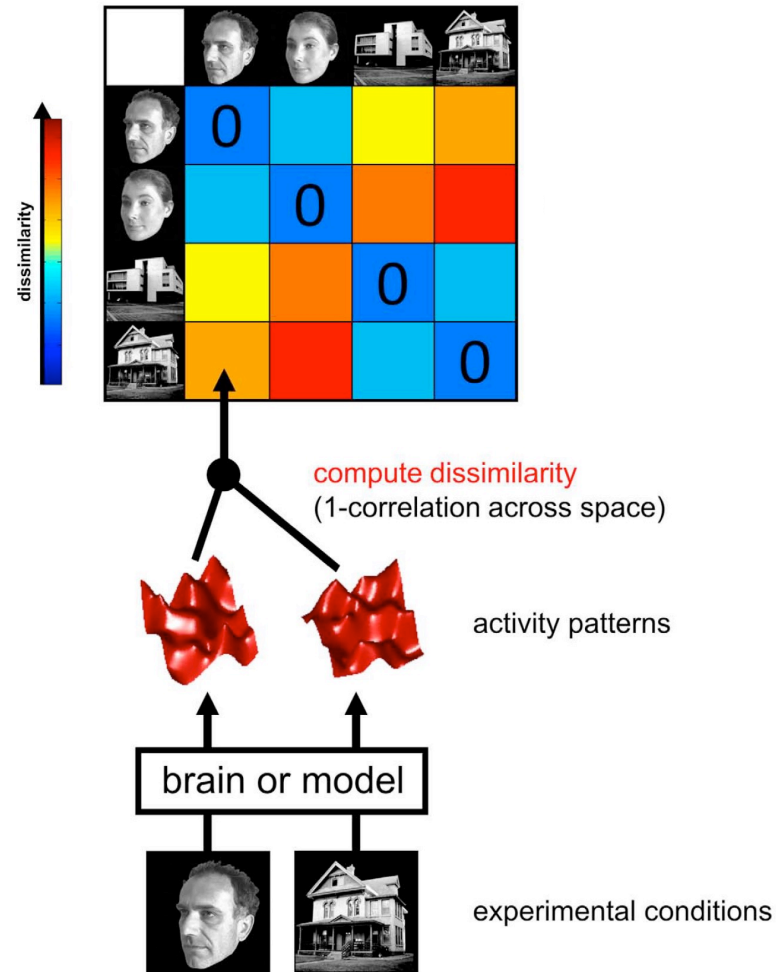 dissimilarity
0
0
0
0
compute dissimilarity
(1-correlation across space)
activity patterns
brain or model
experimental conditions